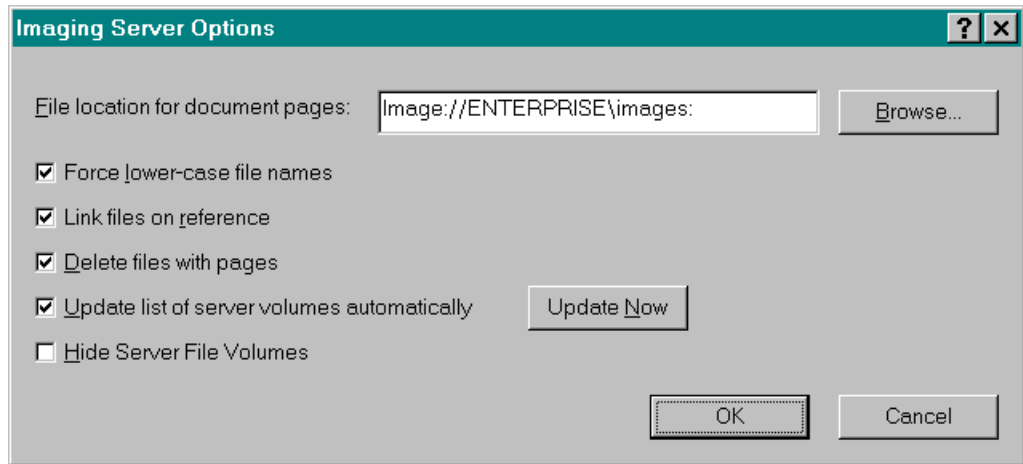 Imaging Server Options
File location for document pages: Image://ENTERPRISE\images: Browse...
Force lower-case file names
Link files on reference
Delete files with pages
Update list of server volumes automatically Update Now
Hide Server File Volumes
OK Cancel